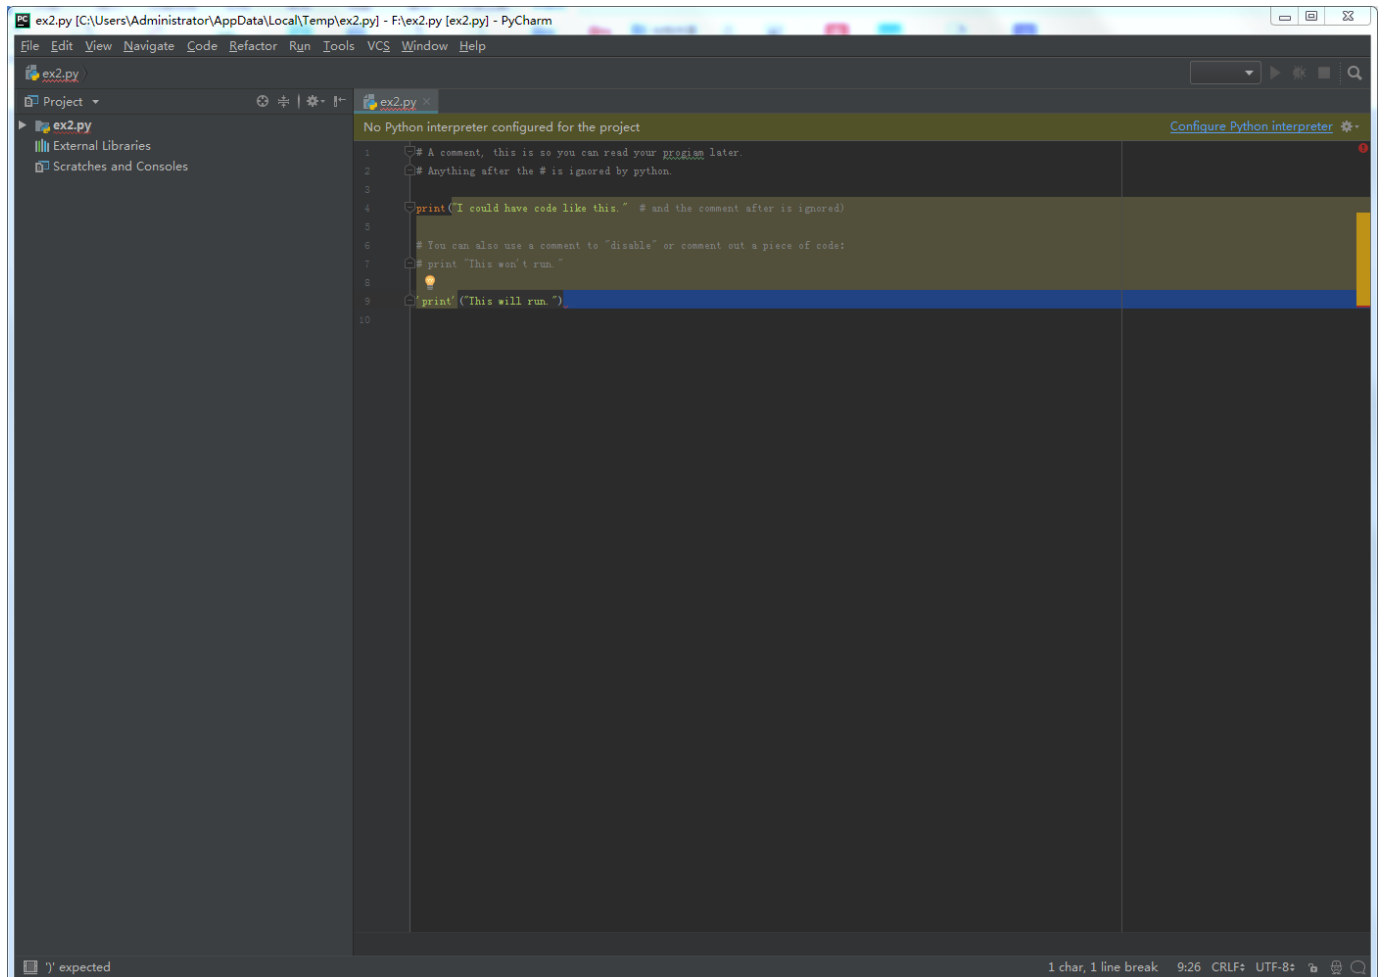 ex2.py [C:\Users\Administrator\AppData\Local\Temp\ex2.py] - F:\ex2.py [ex2.py] - PyCharm
File Edit View Navigate Code Refactor Run Tools VCS Window Help
ex2.py
Project
ex2.py
ex2.py
External Libraries
Scratches and Consoles
No Python interpreter configured for the project
Configure Python interpreter
1 # A comment, this is so you can read your progiam later.
2 # Anything after the # is ignored by python.
3
4 print("I could have code like this."  # and the comment after is ignored)
5
6 # You can also use a comment to "disable" or comment out a piece of code:
7 # print "This won't run."
8
9 'print' ("This will run.")
10
')' expected
1 char, 1 line break 9:26 CRLF UTF-8